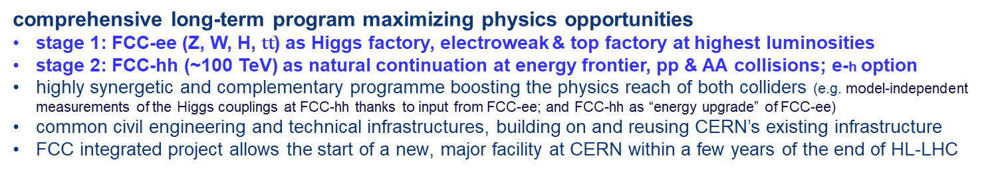 comprehensive long-term program maximizing physics opportunities
• stage 1: FCC-ee (Z, W, H, tt) as Higgs factory, electroweak & top factory at highest luminosities
• stage 2: FCC-hh (~100 TeV) as natural continuation at energy frontier, pp & AA collisions; e-h option
• highly synergetic and complementary programme boosting the physics reach of both colliders (e.g. model-independent
measurements of the Higgs couplings at FCC-hh thanks to input from FCC-ee; and FCC-hh as “energy upgrade” of FCC-ee)
• common civil engineering and technical infrastructures, building on and reusing CERN’s existing infrastructure
• FCC integrated project allows the start of a new, major facility at CERN within a few years of the end of HL-LHC